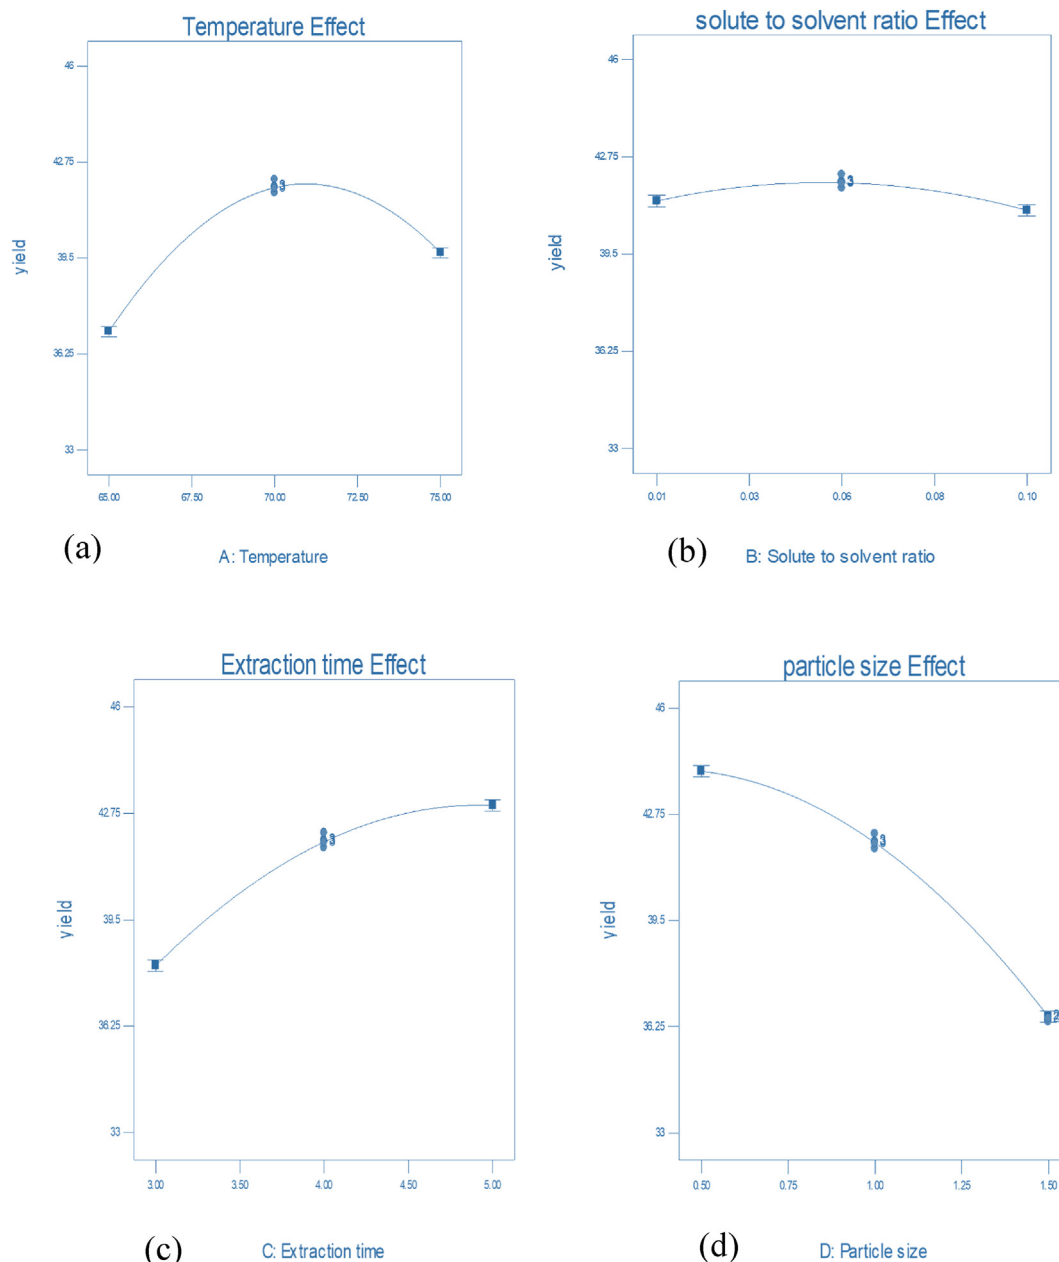 Temperature Effect
46
42.75
39.5
36.25
33
yield
3
65.00 67.50 70.00 72.50 75.00
(a)
A: Temperature
solute to solvent ratio Effect
46
42.75
39.5
36.25
33
yield
3
0.01 0.03 0.06 0.08 0.10
(b)
B: Solute to solvent ratio
Extraction time Effect
46
42.75
39.5
36.25
33
yield
3
3.00 3.50 4.00 4.50 5.00
(c)
C: Extraction time
particle size Effect
46
42.75
39.5
36.25
33
yield
3
2
0.50 0.75 1.00 1.25 1.50
(d)
D: Particle size